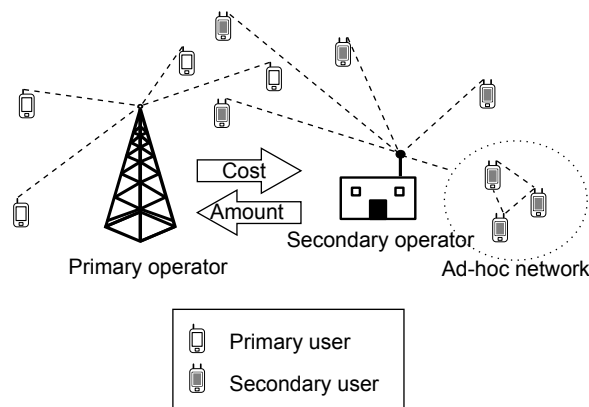 Cost
Amount
Primary operator
Secondary operator
Ad-hoc network
Primary user
Secondary user